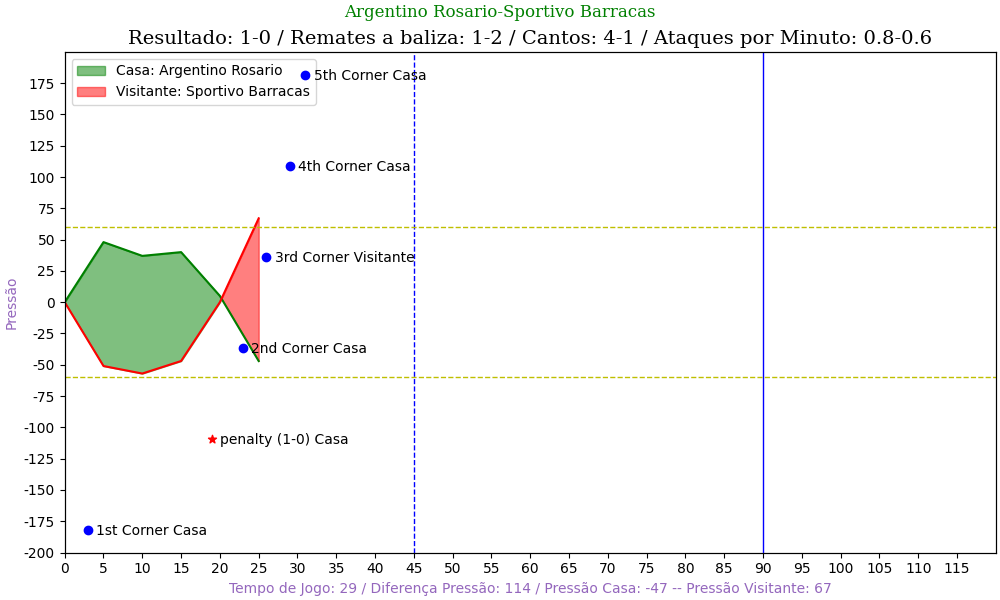 Argentino Rosario-Sportivo Barracas
Resultado: 1-0 / Remates a baliza: 1-2 / Cantos: 4-1 / Ataques por Minuto: 0.8-0.6
Casa: Argentino Rosario
Visitante: Sportivo Barracas
5th Corner Casa
4th Corner Casa
3rd Corner Visitante
2nd Corner Casa
penalty (1-0) Casa
1st Corner Casa
Pressão
175
150
125
100
75
50
25
0
-25
-50
-75
-100
-125
-150
-175
-200
0 5 10 15 20 25 30 35 40 45 50 55 60 65 70 75 80 85 90 95 100 105 110 115
Tempo de Jogo: 29 / Diferença Pressão: 114 / Pressão Casa: -47 -- Pressão Visitante: 67